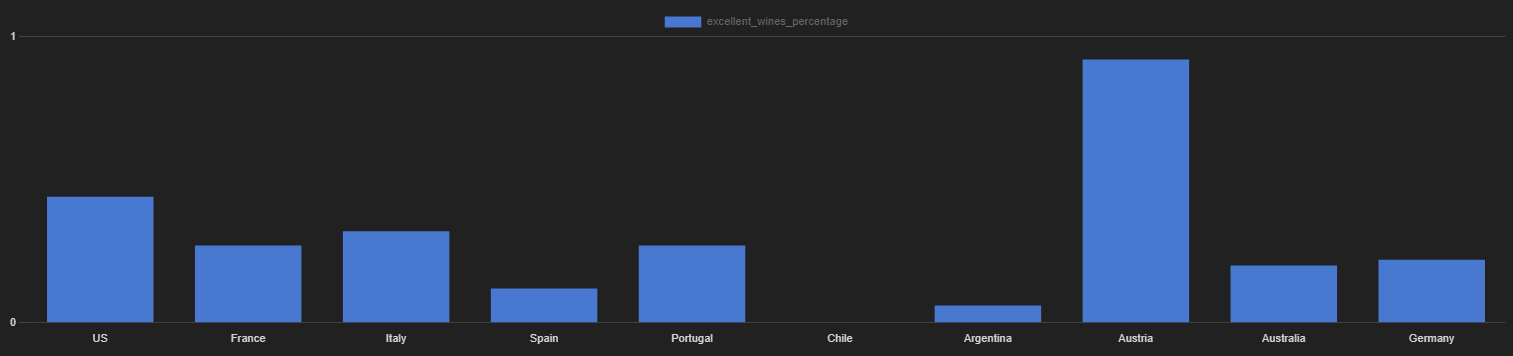 excellent_wines_percentage
1
0
US France Italy Spain Portugal Chile Argentina Austria Australia Germany